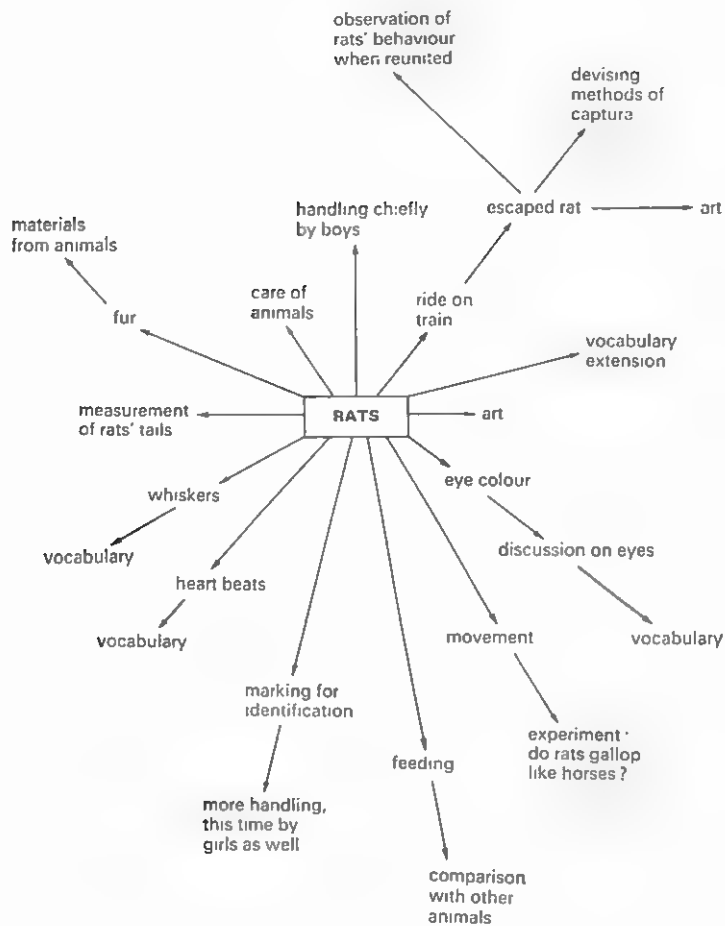 observation of
rats' behaviour
when reunited
devising
methods of
captura
handling chiefly
by boys
escaped rat
art
materials
from animals
care of
animals
ride on
train
fur
vocabulary
extension
measurement
of rats' tails
RATS
art
eye colour
whiskers
discussion on eyes
vocabulary
heart beats
vocabulary
movement
vocabulary
marking for
identification
experiment ·
do rats gallop
like horses?
feeding
more handling,
this time by
girls as well
comparison
with other
animals